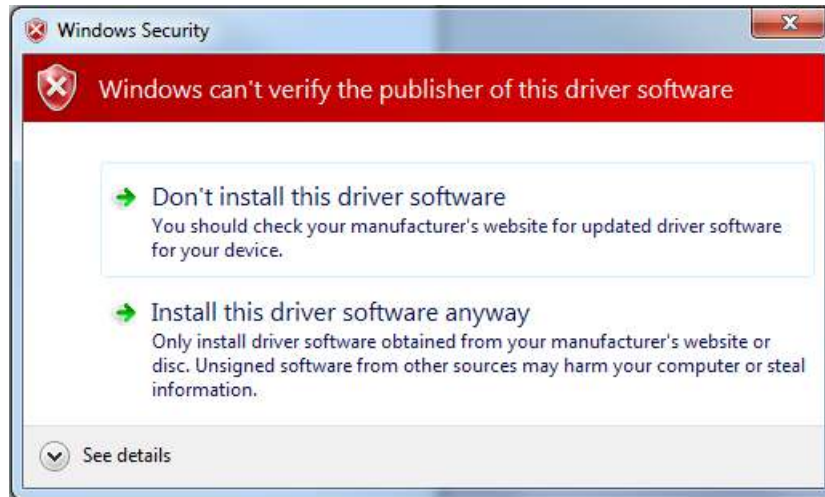 Windows Security
Windows can't verify the publisher of this driver software
Don't install this driver software
You should check your manufacturer's website for updated driver software
for your device.
Install this driver software anyway
Only install driver software obtained from your manufacturer's website or
disc. Unsigned software from other sources may harm your computer or steal
information.
See details